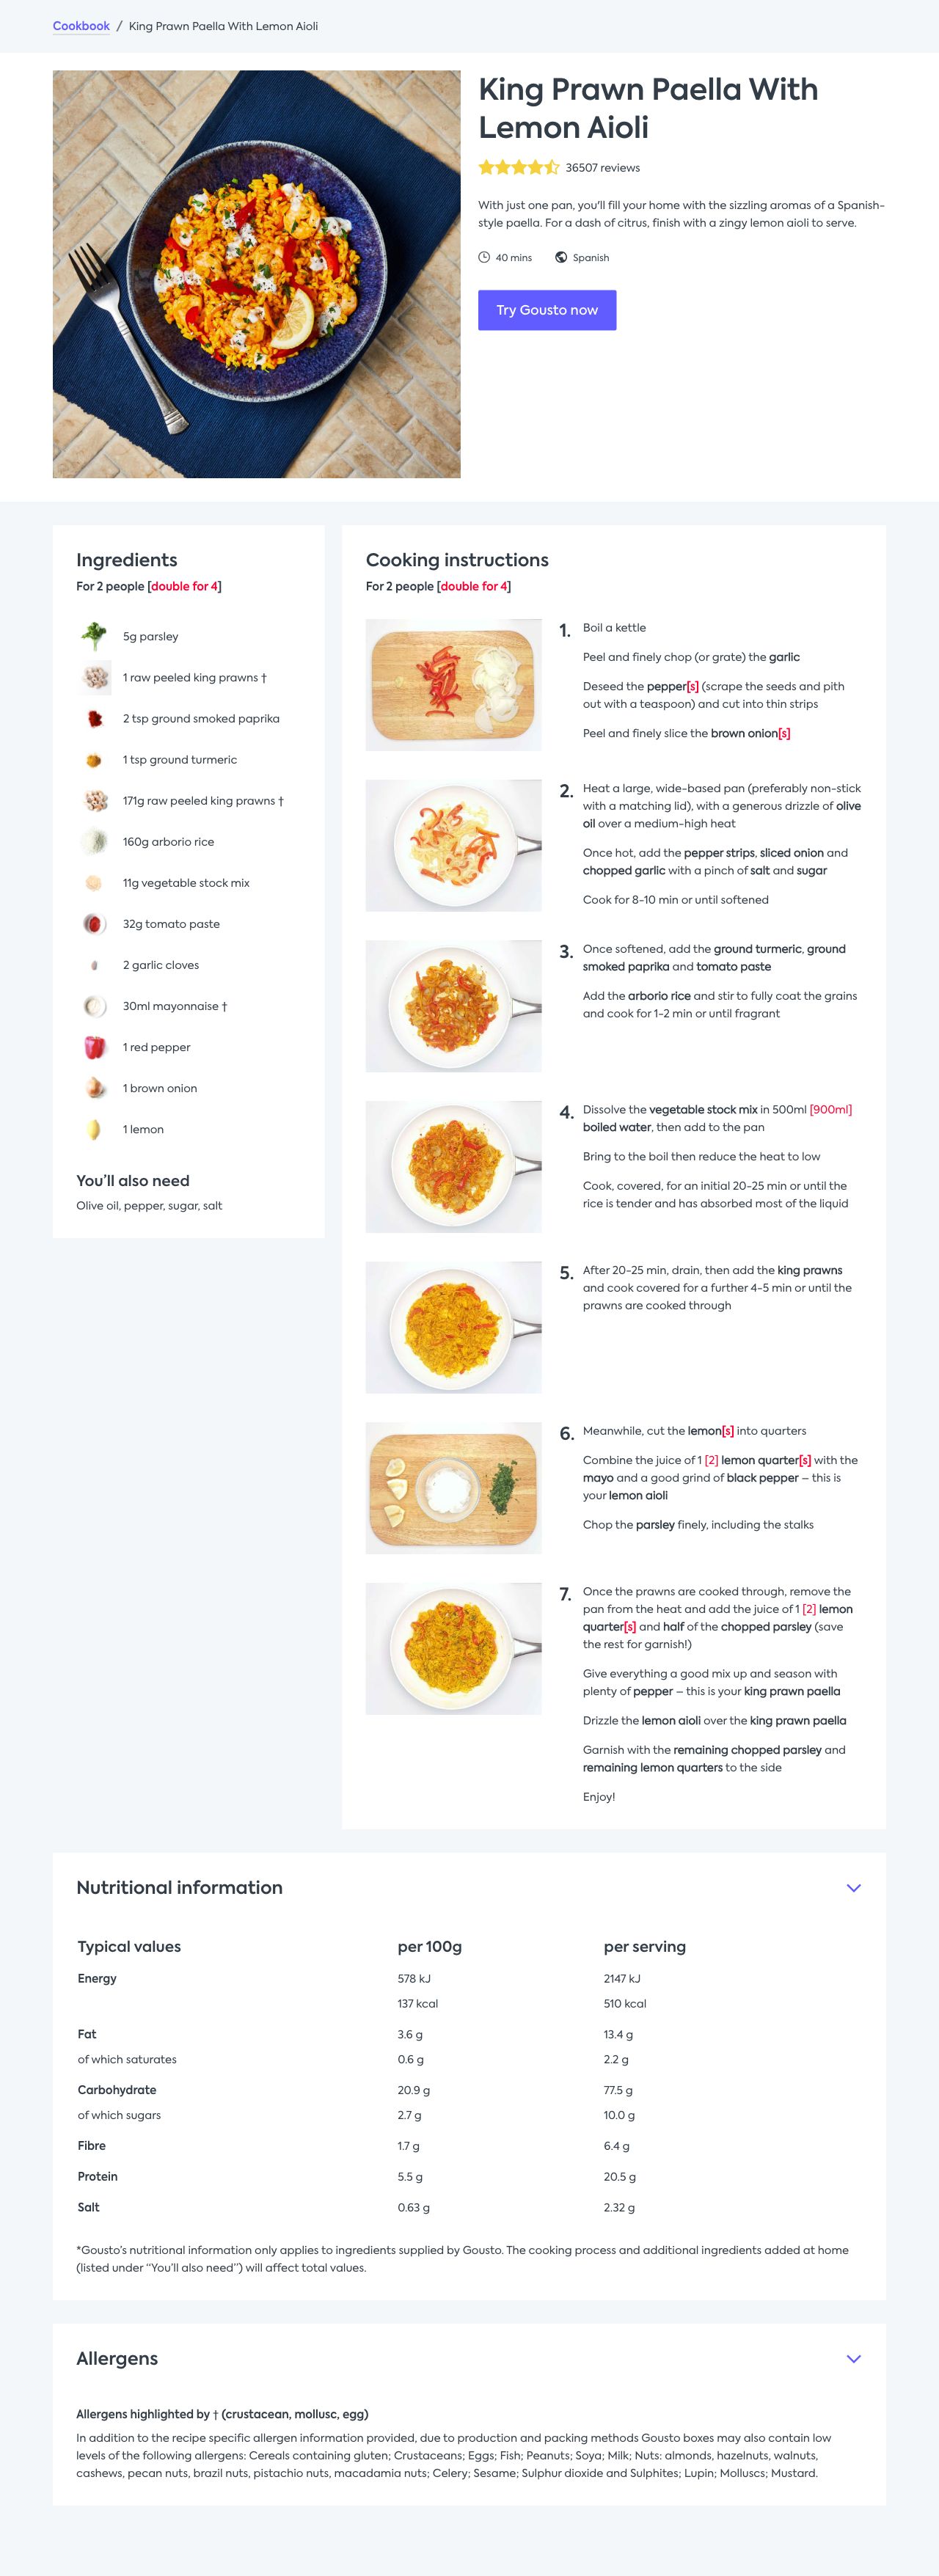 Cookbook / King Prawn Paella With Lemon Aioli
King Prawn Paella With
Lemon Aioli
36507 reviews
With just one pan, you'll fill your home with the sizzling aromas of a Spanish-
style paella. For a dash of citrus, finish with a zingy lemon aioli to serve.
40 mins
Spanish
Try Gousto now
Ingredients
For 2 people [double for 4]
5g parsley
1 raw peeled king prawns †
2 tsp ground smoked paprika
1 tsp ground turmeric
171g raw peeled king prawns †
160g arborio rice
11g vegetable stock mix
32g tomato paste
2 garlic cloves
30ml mayonnaise †
1 red pepper
1 brown onion
1 lemon
You'll also need
Olive oil, pepper, sugar, salt
Cooking instructions
For 2 people [double for 4]
1.
Boil a kettle
Peel and finely chop (or grate) the garlic
Deseed the pepper[s] (scrape the seeds and pith
out with a teaspoon) and cut into thin strips
Peel and finely slice the brown onion[s]
2.
Heat a large, wide-based pan (preferably non-stick
with a matching lid), with a generous drizzle of olive
oil over a medium-high heat
Once hot, add the pepper strips, sliced onion and
chopped garlic with a pinch of salt and sugar
Cook for 8-10 min or until softened
3.
Once softened, add the ground turmeric, ground
smoked paprika and tomato paste
Add the arborio rice and stir to fully coat the grains
and cook for 1-2 min or until fragrant
4.
Dissolve the vegetable stock mix in 500ml [900ml]
boiled water, then add to the pan
Bring to the boil then reduce the heat to low
Cook, covered, for an initial 20-25 min or until the
rice is tender and has absorbed most of the liquid
5.
After 20-25 min, drain, then add the king prawns
and cook covered for a further 4-5 min or until the
prawns are cooked through
6.
Meanwhile, cut the lemon[s] into quarters
Combine the juice of 1 [2] lemon quarter[s] with the
mayo and a good grind of black pepper – this is
your lemon aioli
Chop the parsley finely, including the stalks
7.
Once the prawns are cooked through, remove the
pan from the heat and add the juice of 1 [2] lemon
quarter[s] and half of the chopped parsley (save
the rest for garnish!)
Give everything a good mix up and season with
plenty of pepper – this is your king prawn paella
Drizzle the lemon aioli over the king prawn paella
Garnish with the remaining chopped parsley and
remaining lemon quarters to the side
Enjoy!
Nutritional information
Typical values per 100g per serving
Energy 578 kJ 2147 kJ
137 kcal 510 kcal
Fat 3.6 g 13.4 g
of which saturates 0.6 g 2.2 g
Carbohydrate 20.9 g 77.5 g
of which sugars 2.7 g 10.0 g
Fibre 1.7 g 6.4 g
Protein 5.5 g 20.5 g
Salt 0.63 g 2.32 g
*Gousto's nutritional information only applies to ingredients supplied by Gousto. The cooking process and additional ingredients added at home
(listed under “You'll also need”) will affect total values.
Allergens
Allergens highlighted by † (crustacean, mollusc, egg)
In addition to the recipe specific allergen information provided, due to production and packing methods Gousto boxes may also contain low
levels of the following allergens: Cereals containing gluten; Crustaceans; Eggs; Fish; Peanuts; Soya; Milk; Nuts: almonds, hazelnuts, walnuts,
cashews, pecan nuts, brazil nuts, pistachio nuts, macadamia nuts; Celery; Sesame; Sulphur dioxide and Sulphites; Lupin; Molluscs; Mustard.